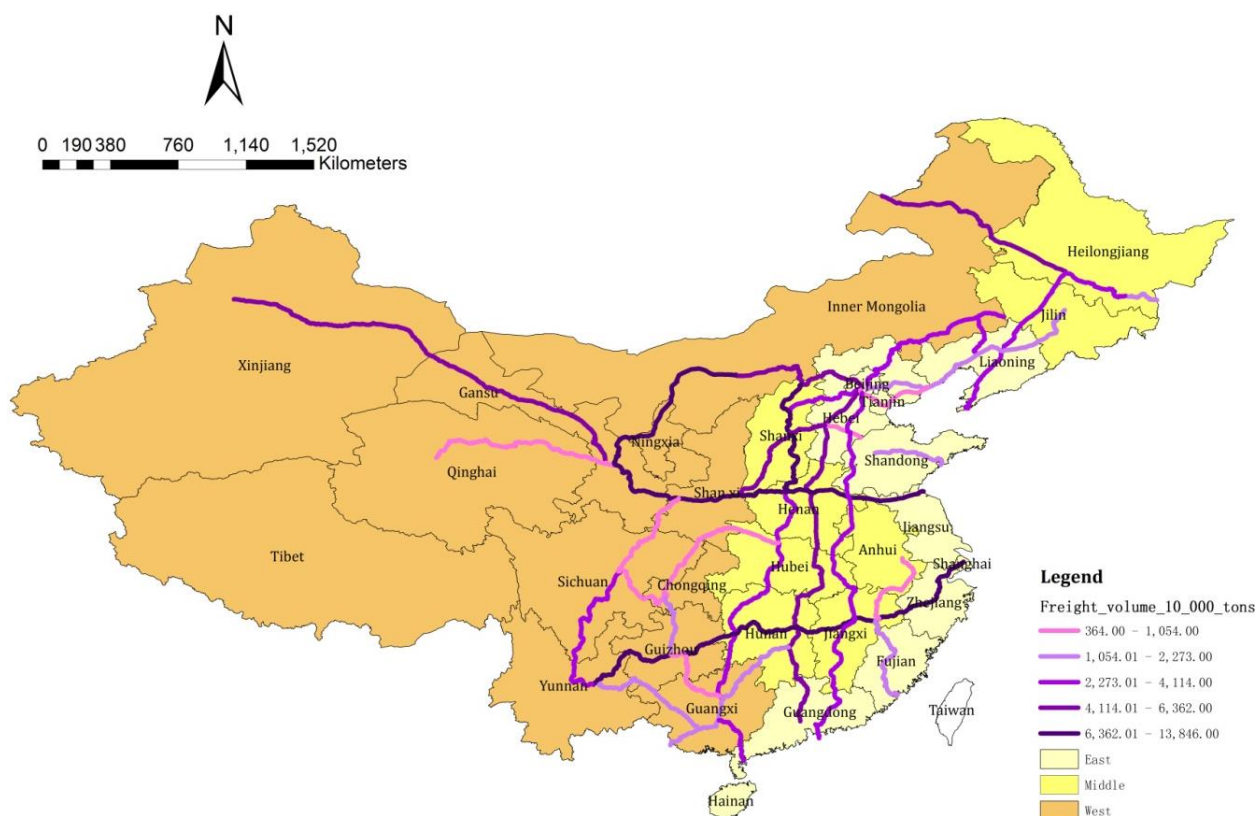 N
0 190 380 760 1,140 1,520
Kilometers
Heilongjiang
Inner Mongolia
Jilin
Xinjiang
Liaoning
Gansu
Beijing
Tianjin
Hebei
Ningxia
Shanxi
Shandong
Qinghai
Shan xi
Henan
Jiangsu
Tibet
Anhui
Shanghai
Sichuan
Chongqing
Hubei
Zhejiang
Hunan
Jiangxi
Guizhou
Fujian
Yunnan
Guangxi
Guangdong
Taiwan
Hainan
Legend
Freight_volume_10_000_tons
364.00 - 1,054.00
1,054.01 - 2,273.00
2,273.01 - 4,114.00
4,114.01 - 6,362.00
6,362.01 - 13,846.00
East
Middle
West